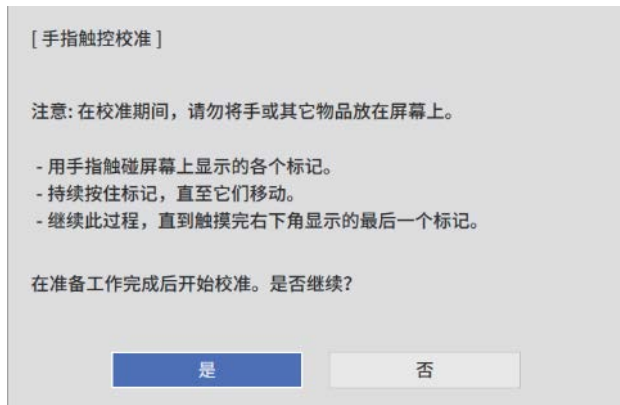 [ 手指触控校准 ]
注意: 在校准期间，请勿将手或其它物品放在屏幕上。
- 用手指触碰屏幕上显示的各个标记。
- 持续按住标记，直至它们移动。
- 继续此过程，直到触摸完右下角显示的最后一个标记。
在准备工作完成后开始校准。是否继续?
是
否